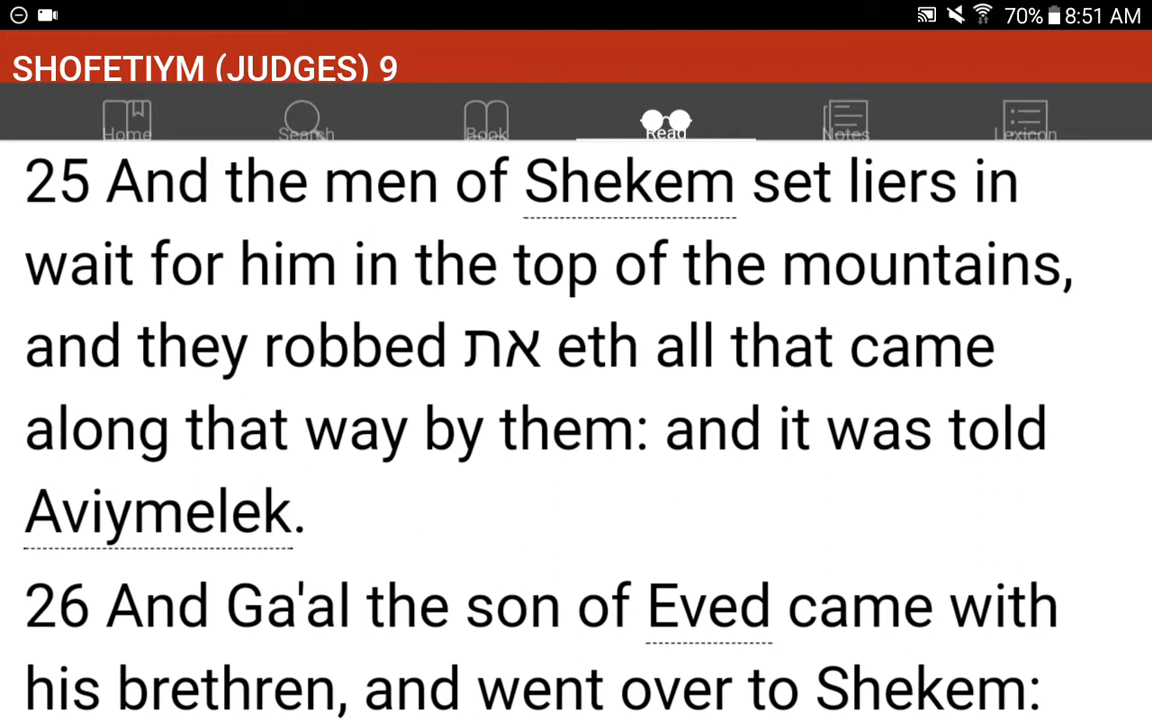 70% 8:51 AM
SHOFETIYM (JUDGES) 9
Home Search Book Read Notes Lexicon
25 And the men of Shekem set liers in
wait for him in the top of the mountains,
and they robbed את eth all that came
along that way by them: and it was told
Aviymelek.
26 And Ga'al the son of Eved came with
his brethren, and went over to Shekem: